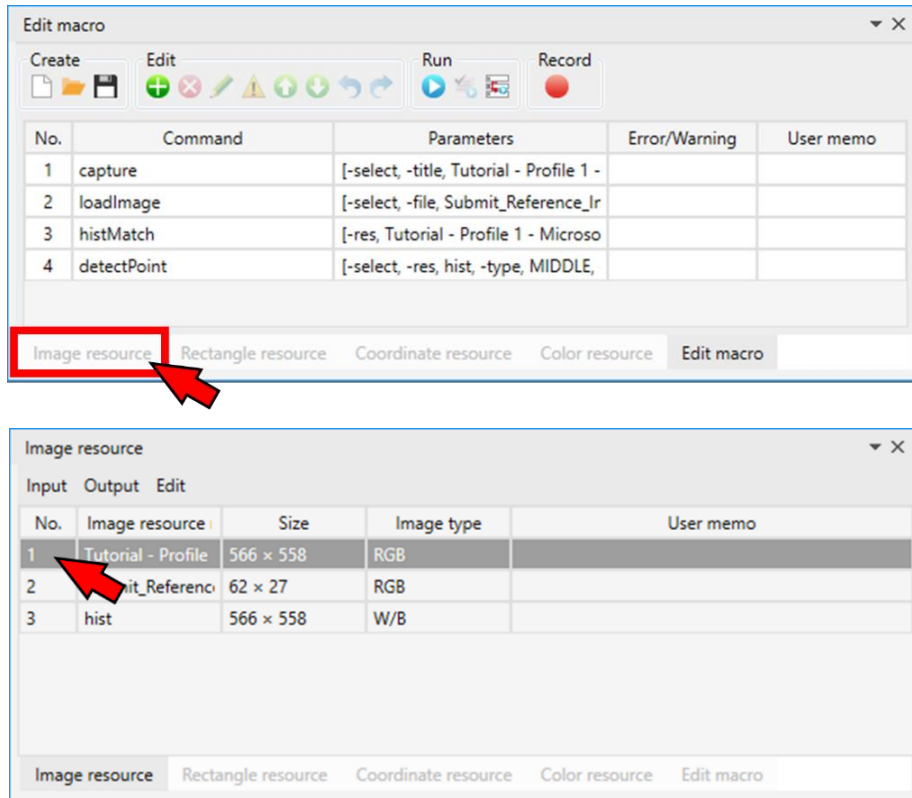 Edit macro
Create Edit Run Record
No. Command Parameters Error/Warning User memo
1 capture [-select, -title, Tutorial - Profile 1 -
2 loadImage [-select, -file, Submit_Reference_Ir
3 histMatch [-res, Tutorial - Profile 1 - Microso
4 detectPoint [-select, -res, hist, -type, MIDDLE,
Image resource Rectangle resource Coordinate resource Color resource Edit macro
Image resource
Input Output Edit
No. Image resource Size Image type User memo
1 Tutorial - Profile 566 × 558 RGB
2 mit_Referenc 62 × 27 RGB
3 hist 566 × 558 W/B
Image resource Rectangle resource Coordinate resource Color resource Edit macro